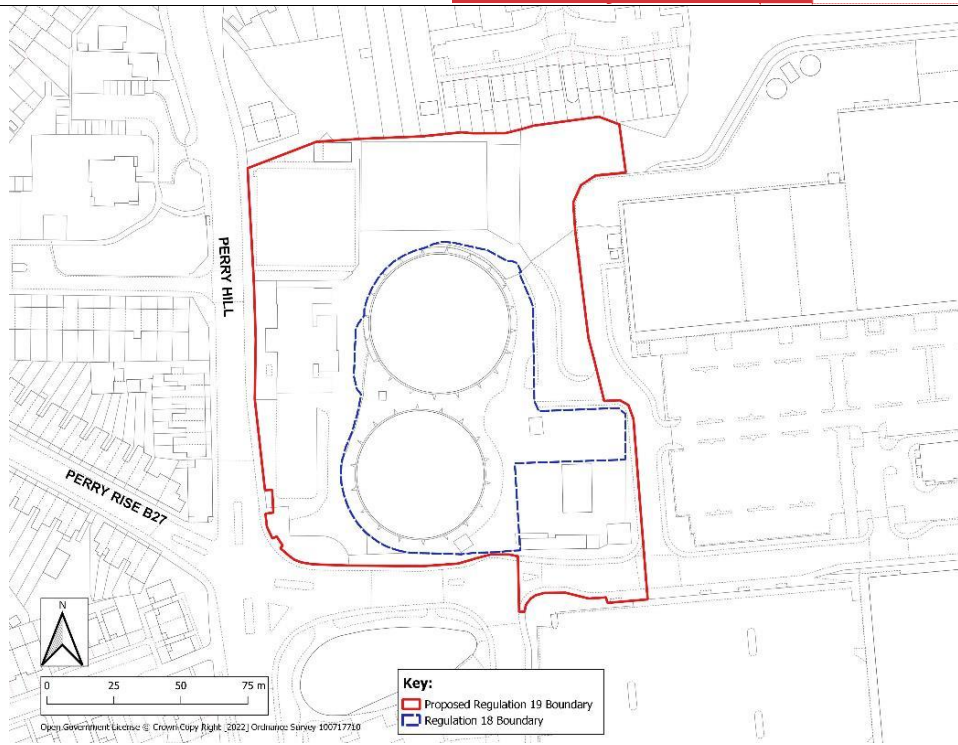 PERRY HILL
PERRY RISE B27
N
0 25 50 75 m
Key:
Proposed Regulation 19 Boundary
Regulation 18 Boundary
Open Government License © Crown Copy Right [2022] Ordnance Survey 100717710